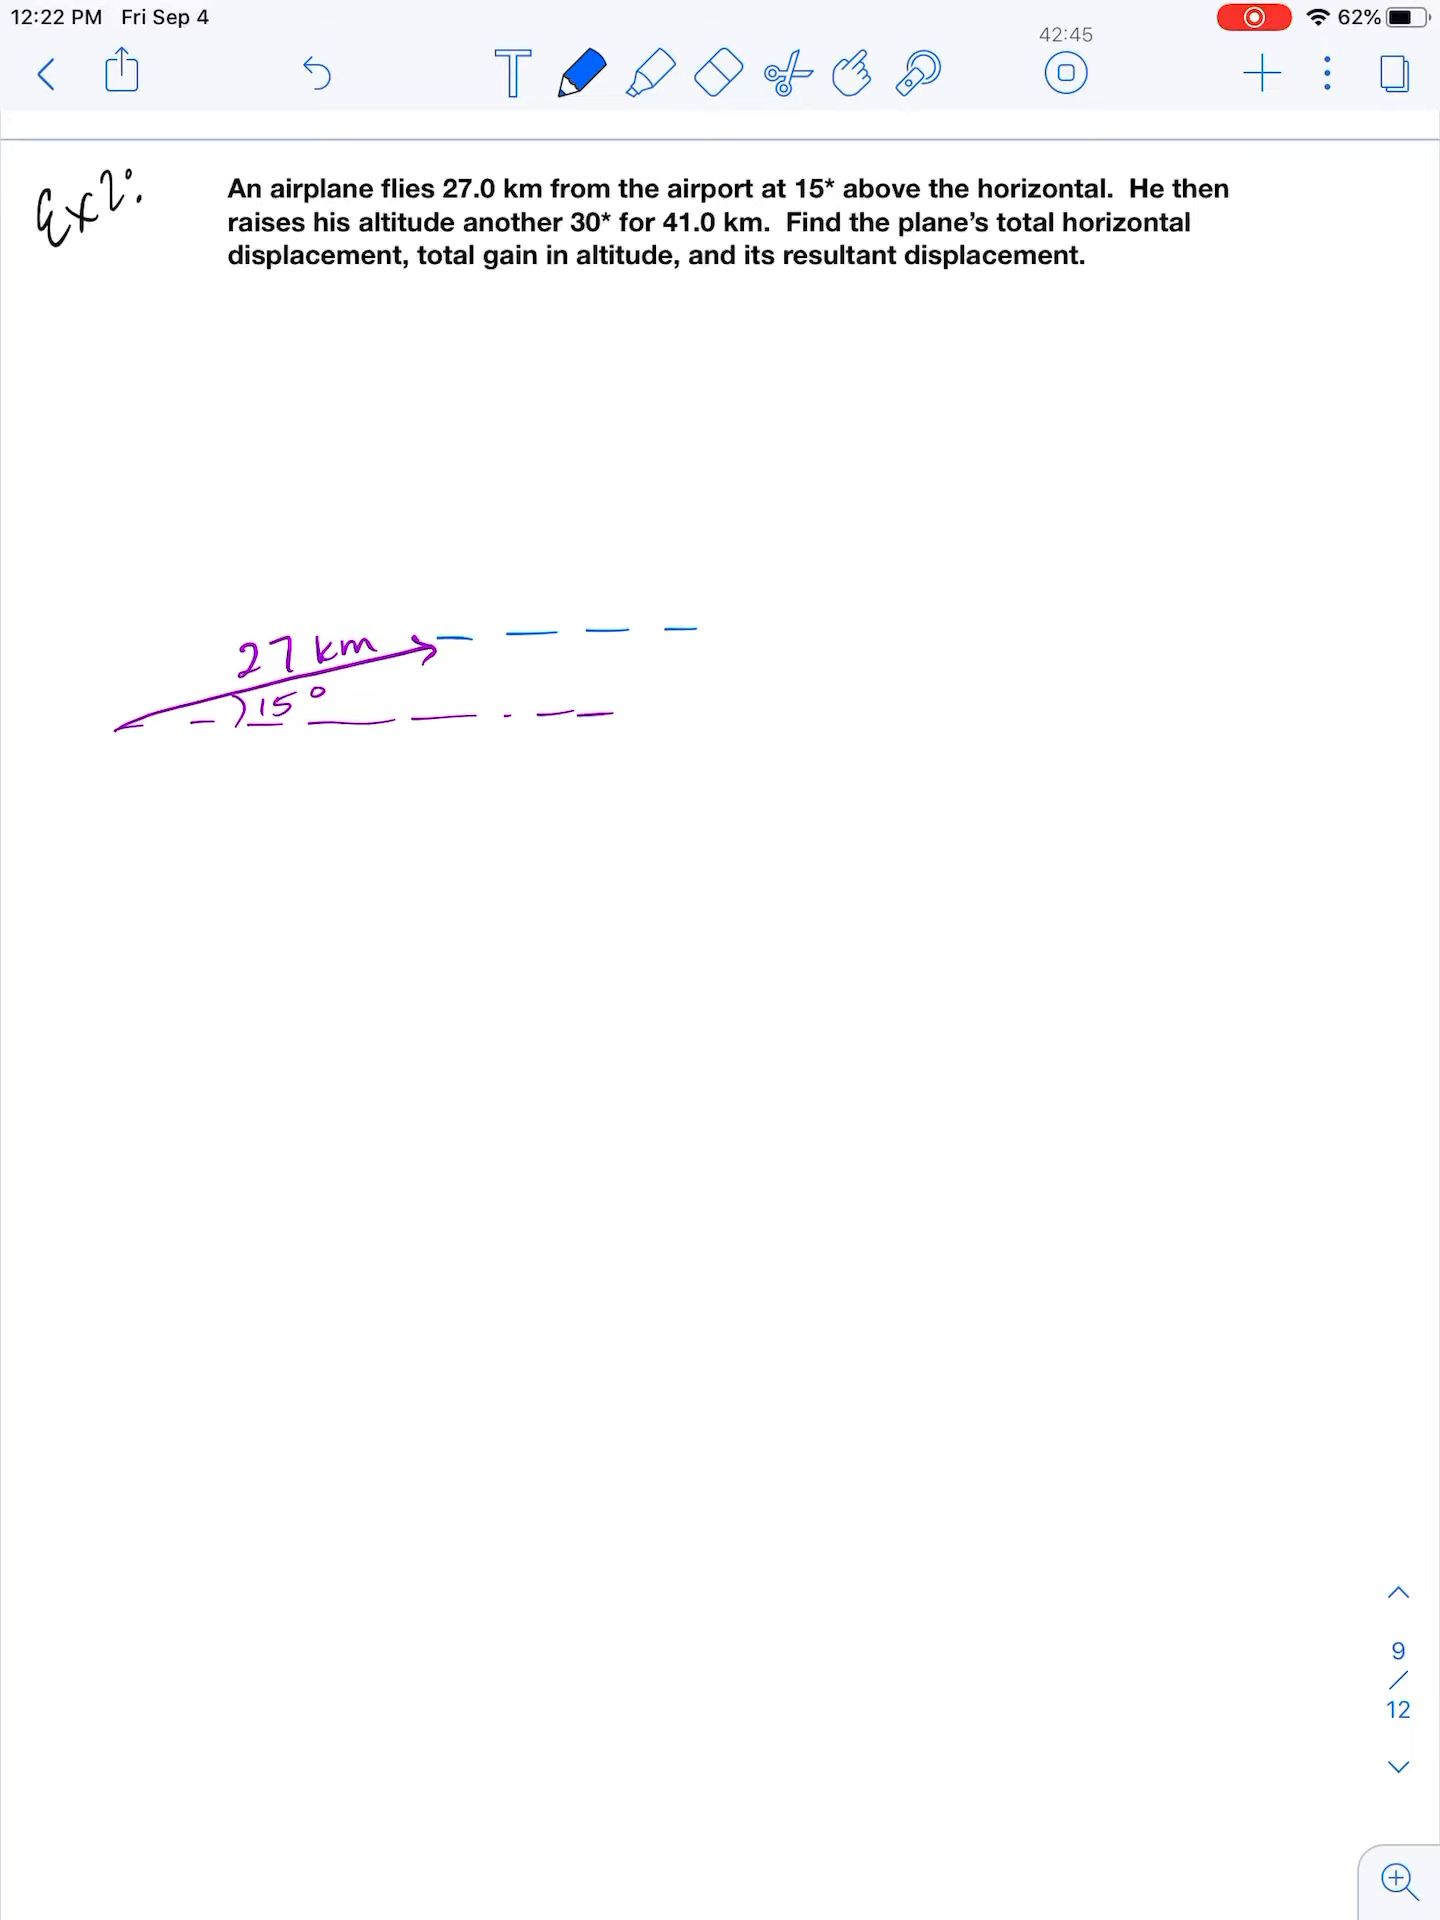 12:22 PM Fri Sep 4
62%
42:45
T
Ex2:
An airplane flies 27.0 km from the airport at 15* above the horizontal. He then
raises his altitude another 30* for 41.0 km. Find the plane's total horizontal
displacement, total gain in altitude, and its resultant displacement.
27 km
15°
9
/
12